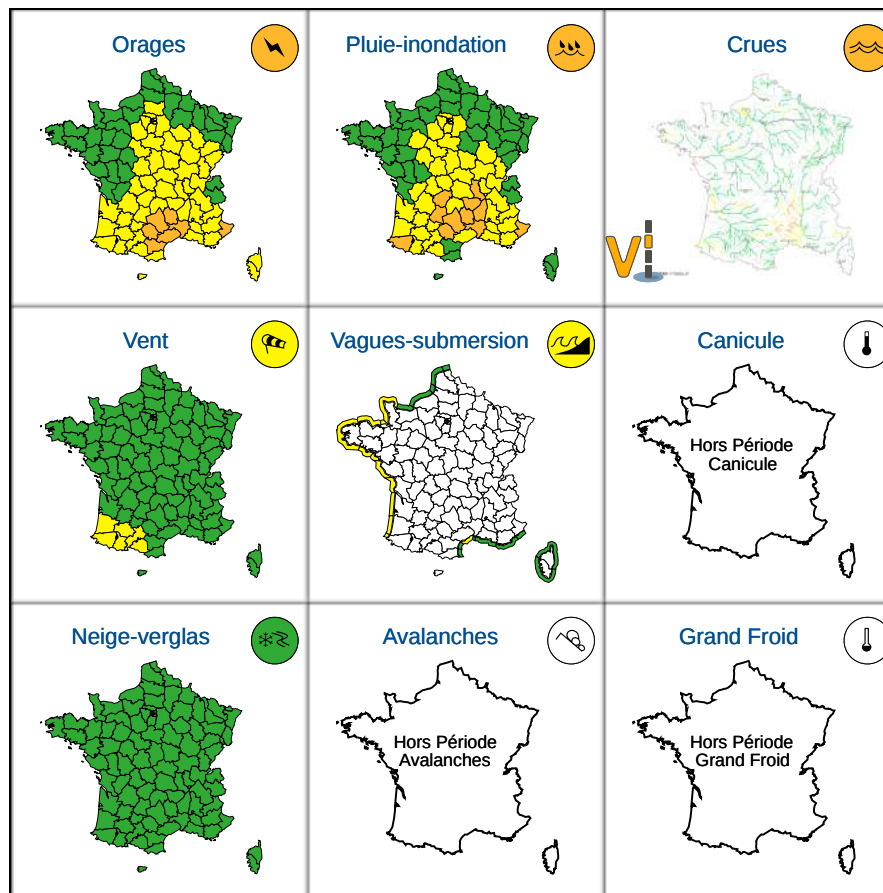 Orages
Pluie-inondation
Crues
Vi
Vent
Vagues-submersion
Canicule
Hors Période
Canicule
Neige-verglas
Avalanches
Grand Froid
Hors Période
Avalanches
Hors Période
Grand Froid